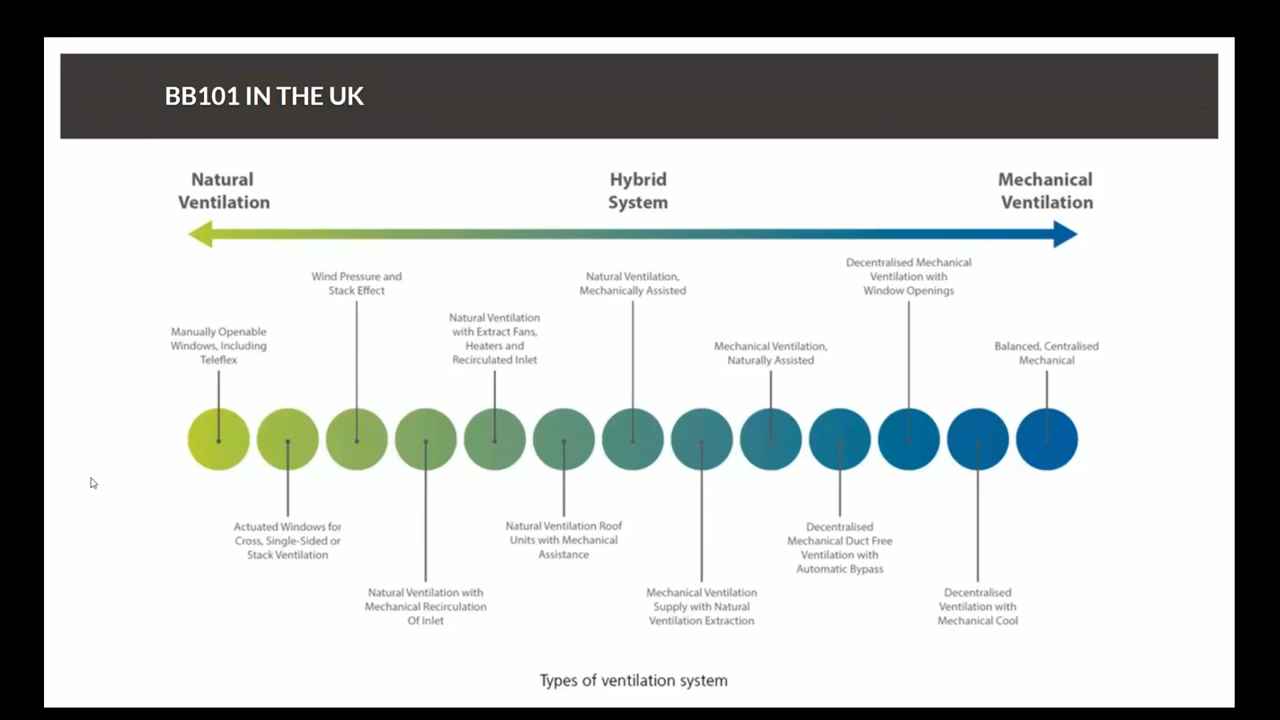 BB101 IN THE UK
Natural
Ventilation
Hybrid
System
Mechanical
Ventilation
Manually Openable
Windows, Including
Teleflex
Actuated Windows for
Cross, Single-Sided or
Stack Ventilation
Wind Pressure and
Stack Effect
Natural Ventilation with
Mechanical Recirculation
Of Inlet
Natural Ventilation
with Extract Fans,
Heaters and
Recirculated Inlet
Natural Ventilation Roof
Units with Mechanical
Assistance
Natural Ventilation,
Mechanically Assisted
Mechanical Ventilation
Supply with Natural
Ventilation Extraction
Mechanical Ventilation,
Naturally Assisted
Decentralised
Mechanical Duct Free
Ventilation with
Automatic Bypass
Decentralised Mechanical
Ventilation with
Window Openings
Decentralised
Ventilation with
Mechanical Cool
Balanced, Centralised
Mechanical
Types of ventilation system